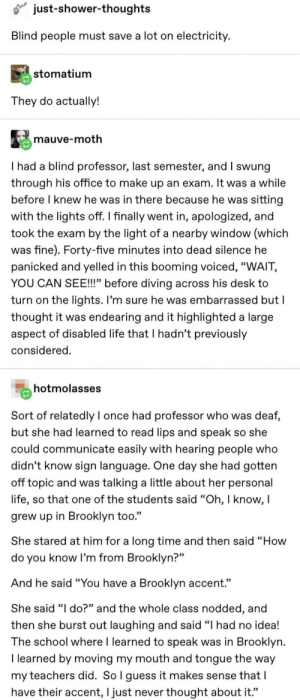 just-shower-thoughts
Blind people must save a lot on electricity.
stomatium
They do actually!
mauve-moth
I had a blind professor, last semester, and I swung
through his office to make up an exam. It was a while
before I knew he was in there because he was sitting
with the lights off. I finally went in, apologized, and
took the exam by the light of a nearby window (which
was fine). Forty-five minutes into dead silence he
panicked and yelled in this booming voiced, “WAIT,
YOU CAN SEE!!!” before diving across his desk to
turn on the lights. I'm sure he was embarrassed but I
thought it was endearing and it highlighted a large
aspect of disabled life that I hadn't previously
considered.
hotmolasses
Sort of relatedly I once had professor who was deaf,
but she had learned to read lips and speak so she
could communicate easily with hearing people who
didn't know sign language. One day she had gotten
off topic and was talking a little about her personal
life, so that one of the students said “Oh, I know, I
grew up in Brooklyn too.”
She stared at him for a long time and then said “How
do you know I'm from Brooklyn?”
And he said “You have a Brooklyn accent.”
She said “I do?” and the whole class nodded, and
then she burst out laughing and said “I had no idea!
The school where I learned to speak was in Brooklyn.
I learned by moving my mouth and tongue the way
my teachers did. So I guess it makes sense that I
have their accent, I just never thought about it.”